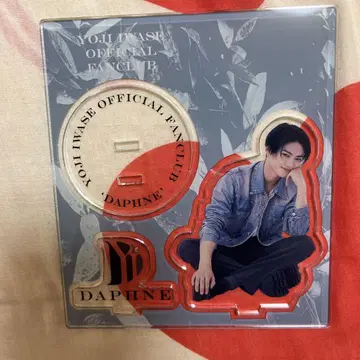 YOJI IWASE
OFFICIAL
FANCLUB
YOJI IWASE OFFICIAL FANCLUB
'DAPHNE'
DAPHNE